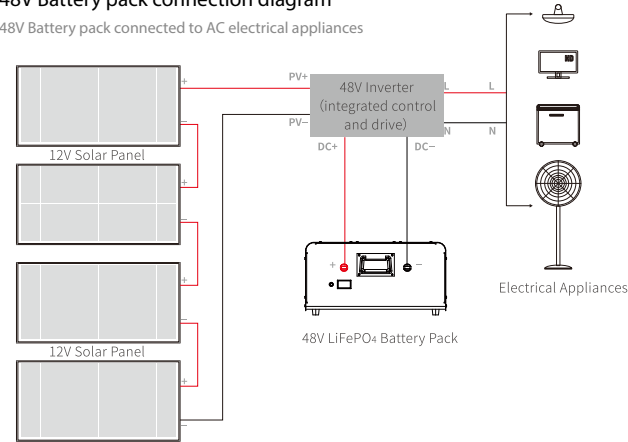 48V Battery pack connection diagram
48V Battery pack connected to AC electrical appliances
+
−
12V Solar Panel
+
−
+
−
12V Solar Panel
+
−
PV+
PV−
48V Inverter
(integrated control
and drive)
DC+
DC−
L
L
N
N
HD
+
−
48V LiFePO4 Battery Pack
Electrical Appliances